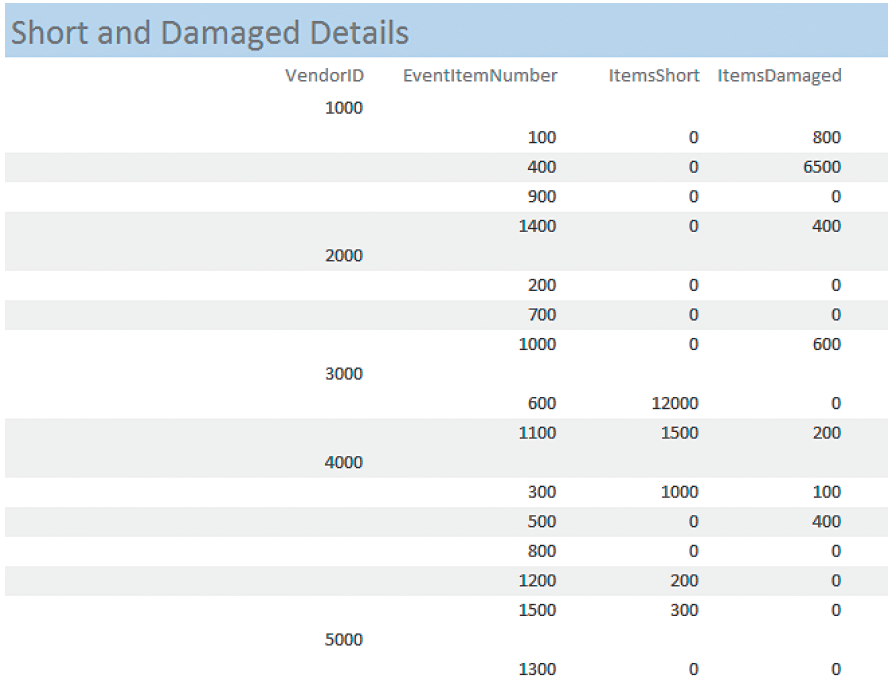 Short and Damaged Details
VendorID EventItemNumber ItemsShort ItemsDamaged
1000
100 0 800
400 0 6500
900 0 0
1400 0 400
2000
200 0 0
700 0 0
1000 0 600
3000
600 12000 0
1100 1500 200
4000
300 1000 100
500 0 400
800 0 0
1200 200 0
1500 300 0
5000
1300 0 0